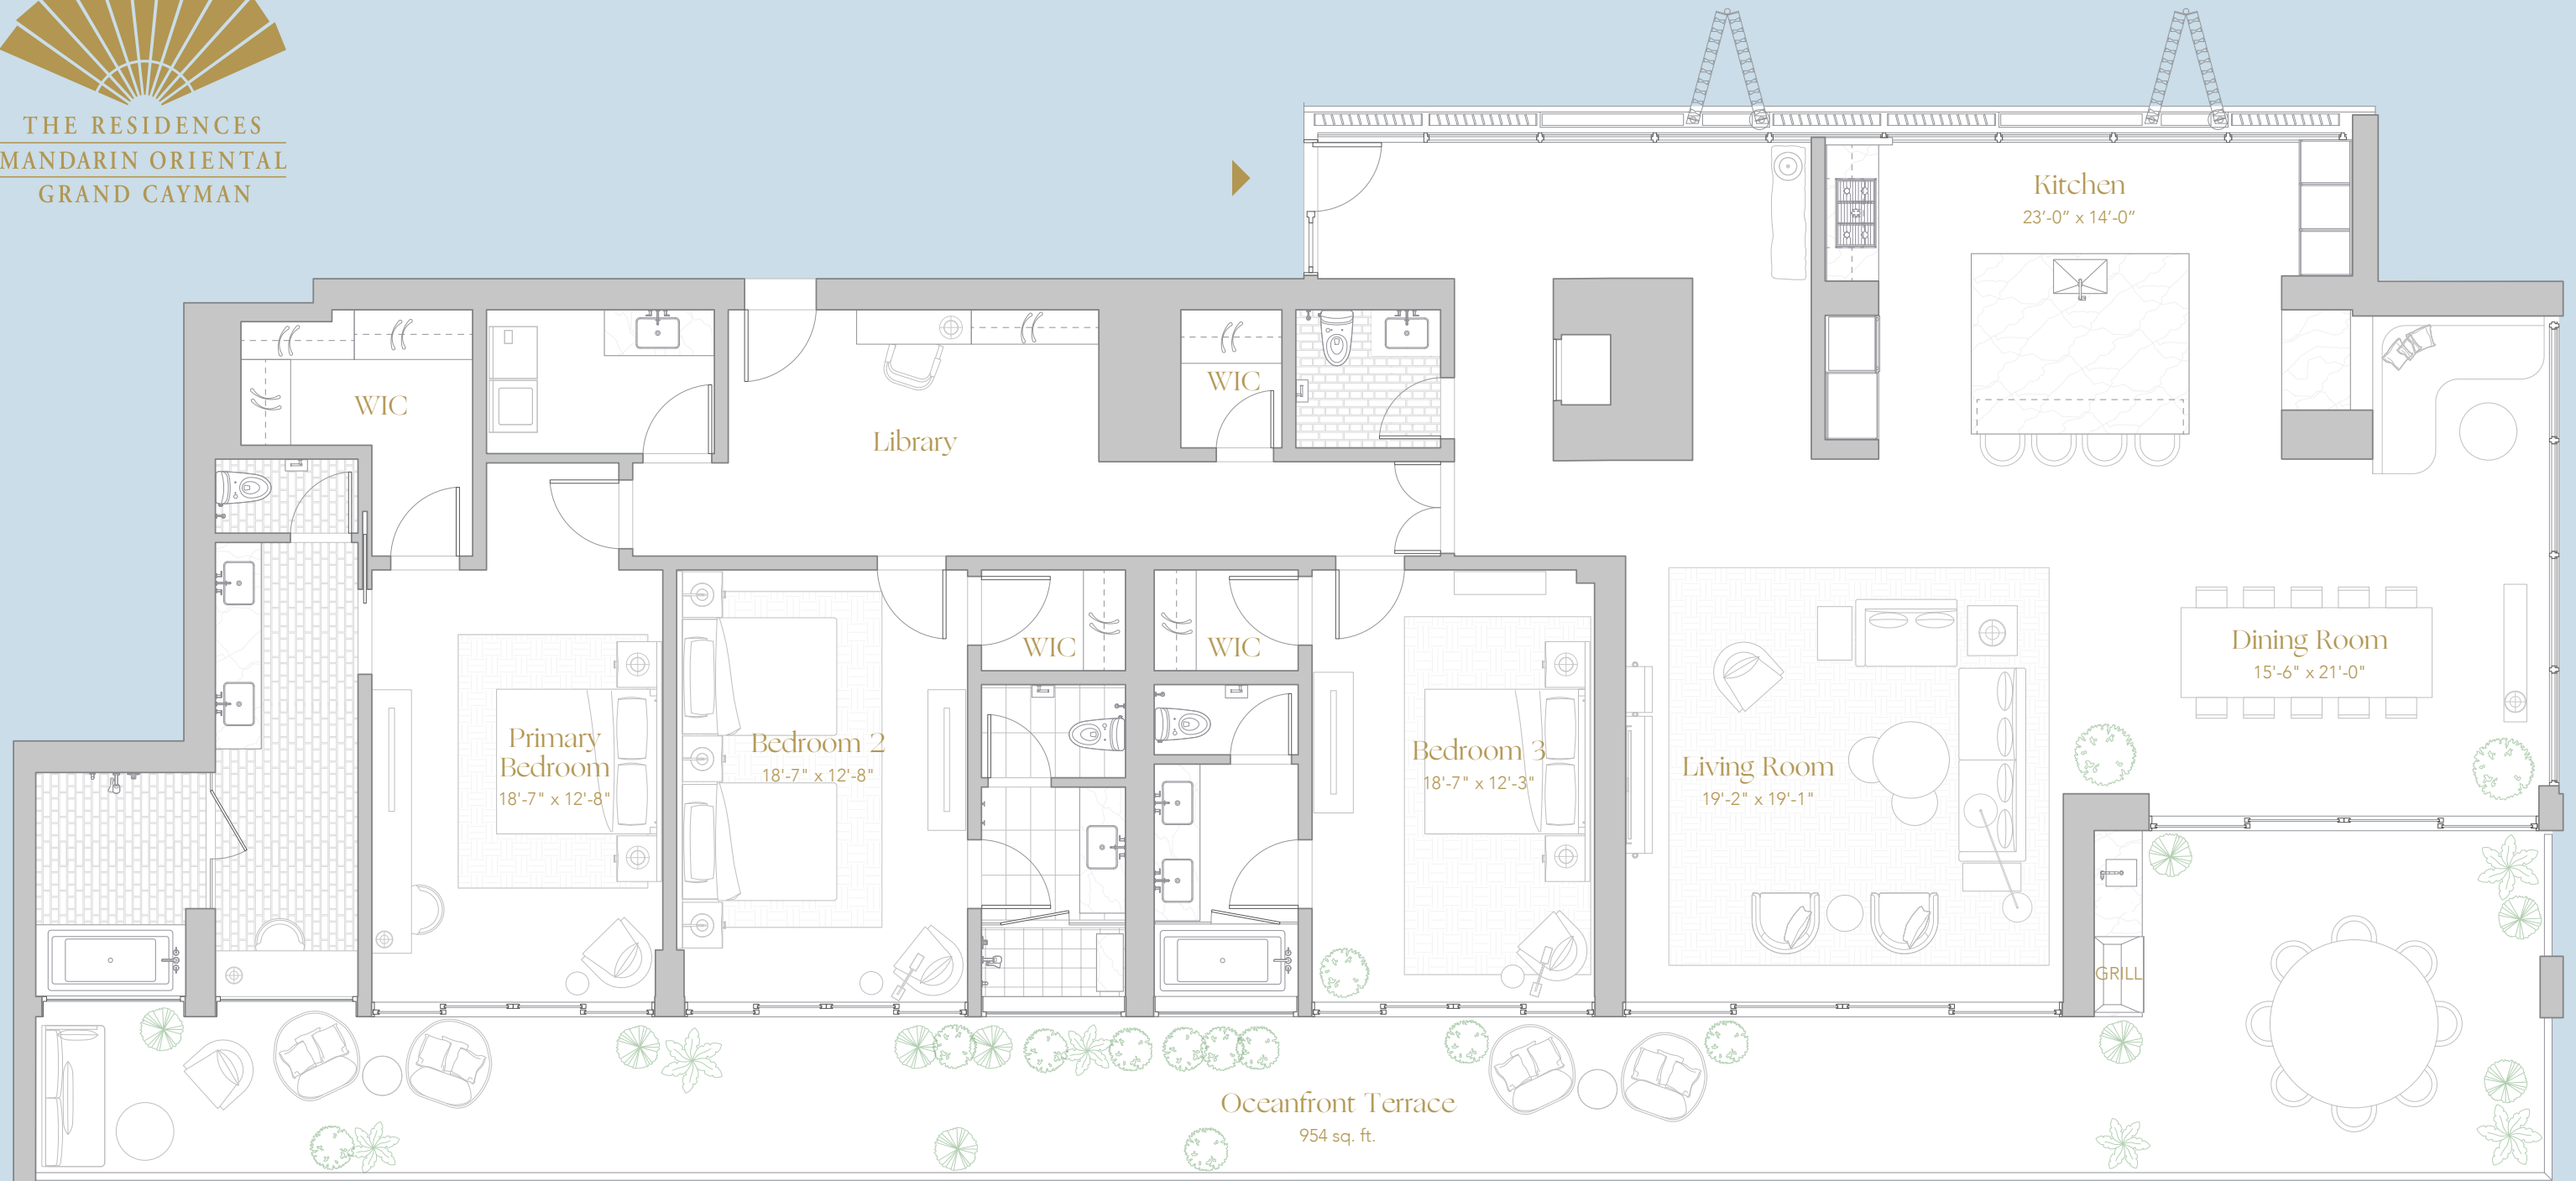 THE RESIDENCES
MANDARIN ORIENTAL
GRAND CAYMAN
Kitchen
23’-0” x 14’-0”
WIC
WIC
Library
WIC
WIC
Dining Room
15'-6" x 21'-0"
Primary
Bedroom
18'-7" x 12'-8"
Bedroom 2
18'-7" x 12'-8"
Bedroom 3
18'-7" x 12'-3"
Living Room
19'-2" x 19'-1"
GRILL
Oceanfront Terrace
954 sq. ft.